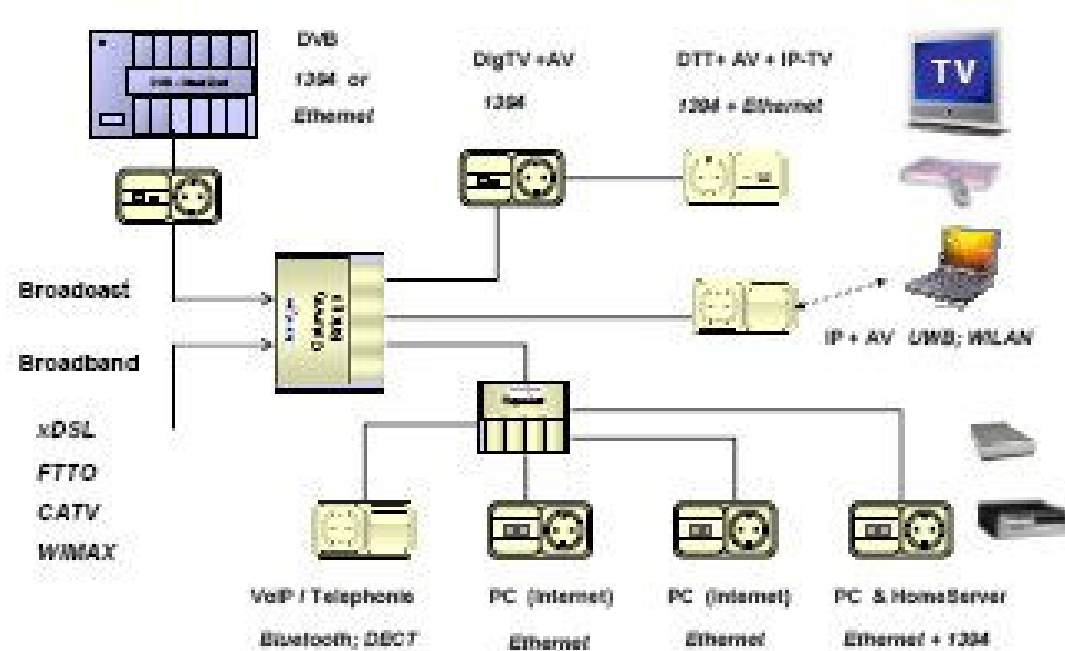 DVB
1394 or
Ethernet
DigTV +AV
1394
DTT+ AV + IP-TV
1394 + Ethernet
TV
Broadcast
Broadband
xDSL
FTTO
CATV
WIMAX
Gateway
IP + AV UWB; WLAN
VoIP / Telephonie
Bluetooth; DECT
PC (Internet)
Ethernet
PC (Internet)
Ethernet
PC & HomeServer
Ethernet + 1394